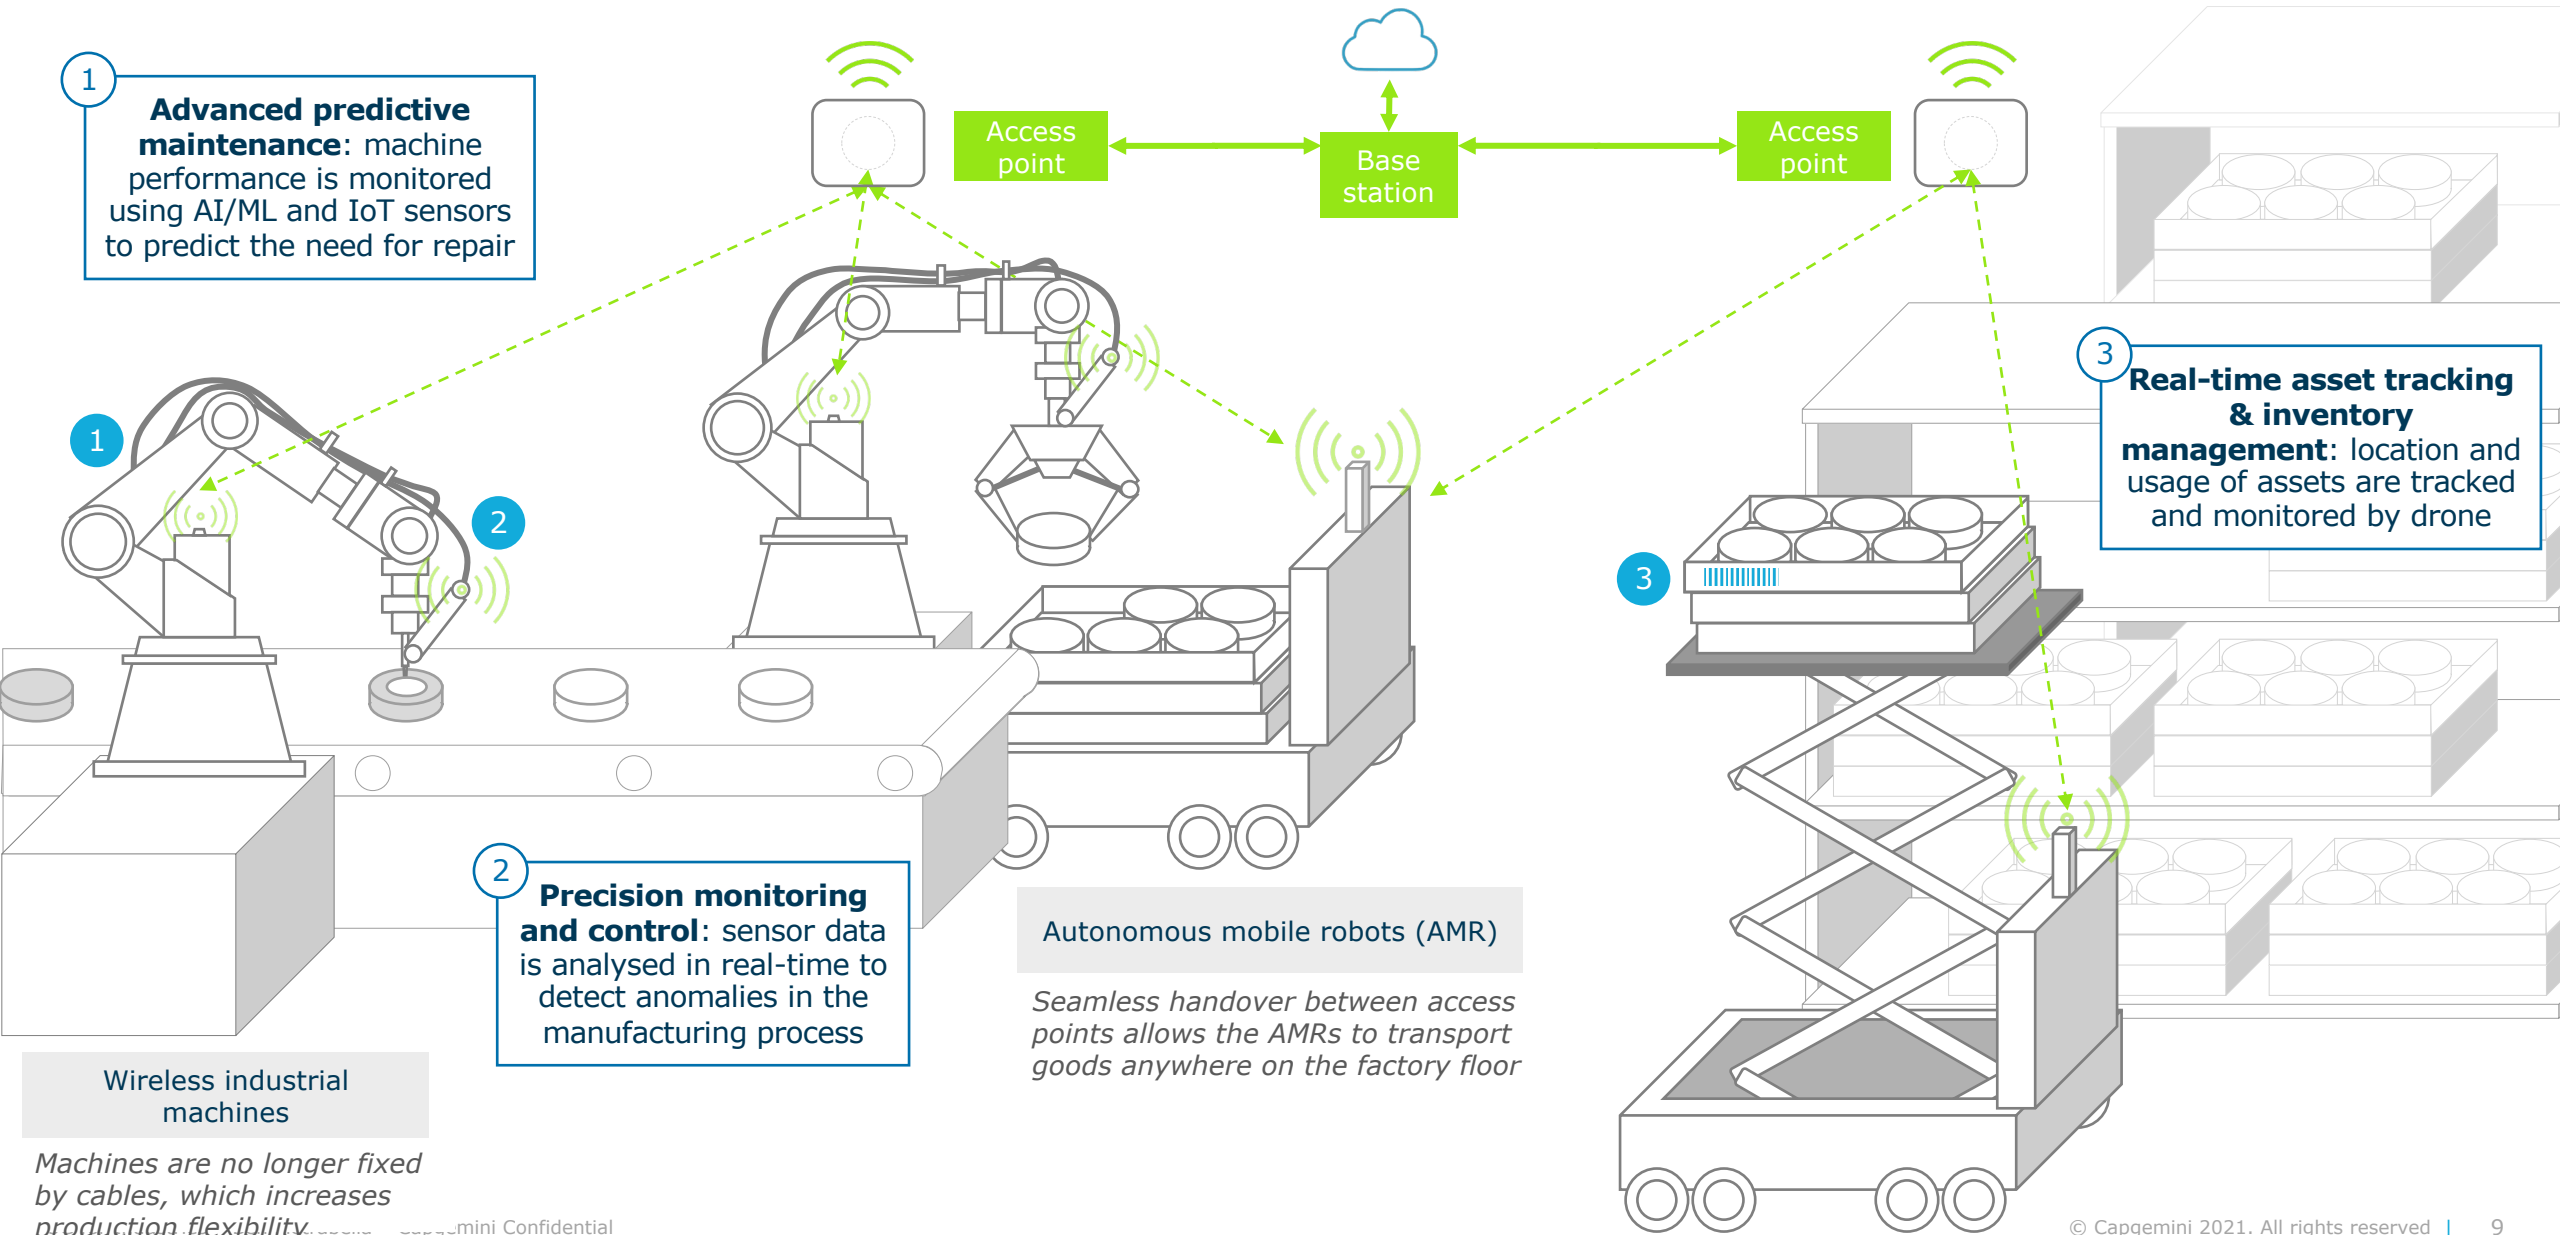 1
Advanced predictive
maintenance: machine
performance is monitored
using AI/ML and IoT sensors
to predict the need for repair
Access
point
Base
station
Access
point
3
Real-time asset tracking
& inventory
management: location and
usage of assets are tracked
and monitored by drone
1
2
3
2
Precision monitoring
and control: sensor data
is analysed in real-time to
detect anomalies in the
manufacturing process
Autonomous mobile robots (AMR)
Seamless handover between access
points allows the AMRs to transport
goods anywhere on the factory floor
Wireless industrial
machines
Machines are no longer fixed
by cables, which increases
production flexibility
Capgemini Confidential
© Capgemini 2021. All rights reserved | 9